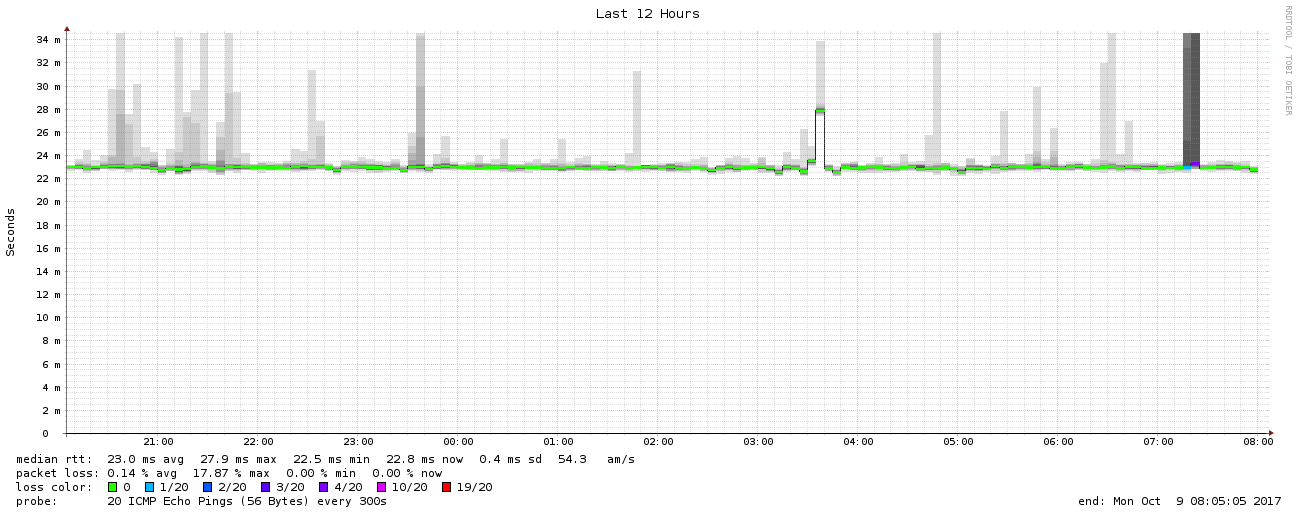 Last 12 Hours
RRDTOOL / TOBI OETIKER
Seconds
34 m
32 m
30 m
28 m
26 m
24 m
22 m
20 m
18 m
16 m
14 m
12 m
10 m
8 m
6 m
4 m
2 m
0
21:00 22:00 23:00 00:00 01:00 02:00 03:00 04:00 05:00 06:00 07:00 08:00
median rtt: 23.0 ms avg 27.9 ms max 22.5 ms min 22.8 ms now 0.4 ms sd 54.3 am/s
packet loss: 0.14 % avg 17.87 % max 0.00 % min 0.00 % now
loss color: 0 1/20 2/20 3/20 4/20 10/20 19/20
probe: 20 ICMP Echo Pings (56 Bytes) every 300s end: Mon Oct 9 08:05:05 2017